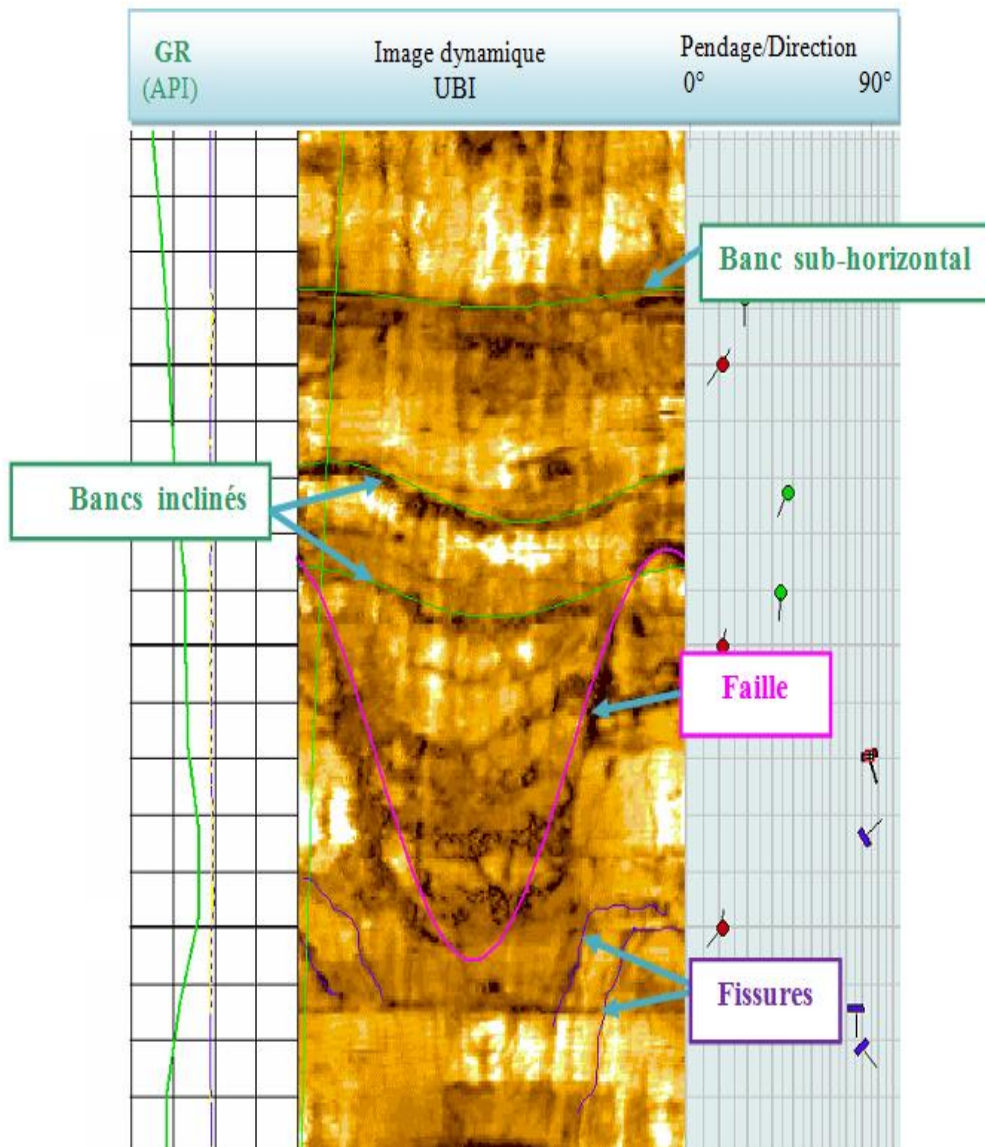 GR
(API)
Image dynamique
UBI
Pendage/Direction
0°
90°
Banc sub-horizontal
Bancs inclinés
Faille
Fissures